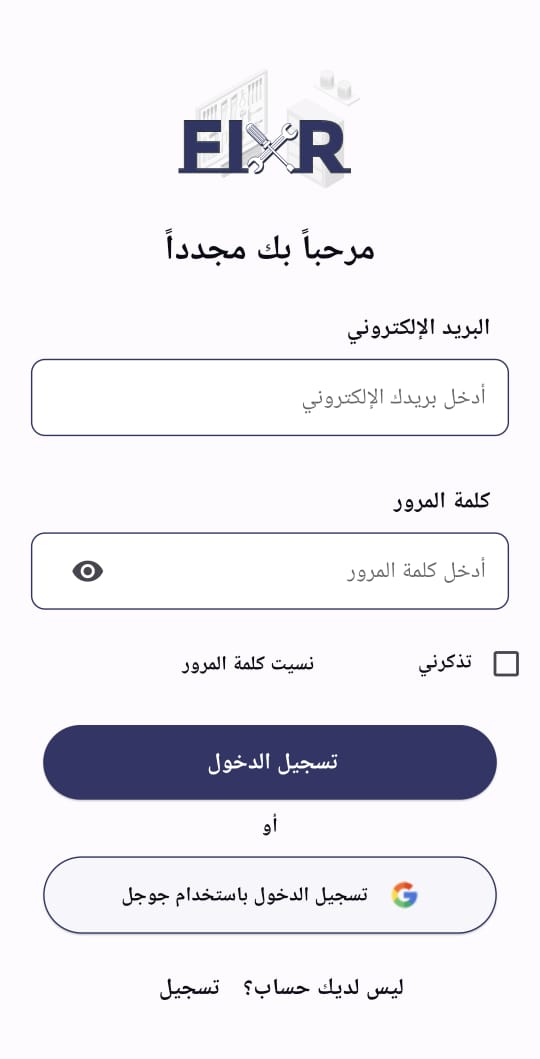 FIXR
مرحباً بك مجدداً
البريد الإلكتروني
أدخل بريدك الإلكتروني
كلمة المرور
أدخل كلمة المرور
تذكرني نسيت كلمة المرور
تسجيل الدخول
أو
تسجيل الدخول باستخدام جوجل
ليس لديك حساب؟ تسجيل